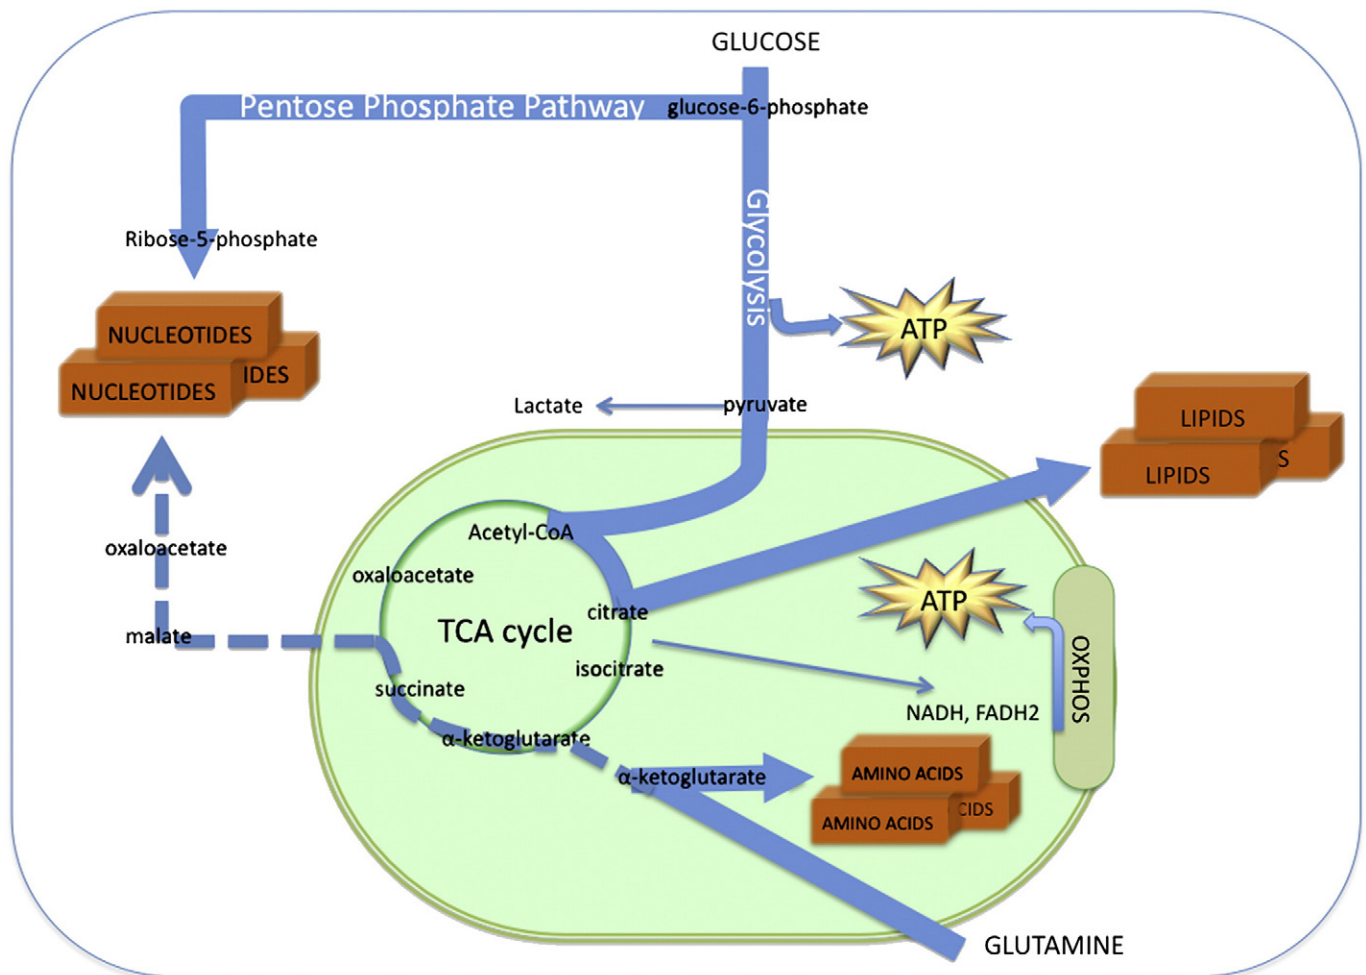 GLUCOSE
Pentose Phosphate Pathway
glucose-6-phosphate
Glycolysis
Ribose-5-phosphate
NUCLEOTIDES
NUCLEOTIDES
IDES
ATP
Lactate
pyruvate
LIPIDS
LIPIDS
S
Acetyl-CoA
oxaloacetate
oxaloacetate
citrate
TCA cycle
malate
isocitrate
succinate
α-ketoglutarate
ATP
OXPHOS
NADH, FADH2
α-ketoglutarate
AMINO ACIDS
AMINO ACIDS
CIDS
GLUTAMINE